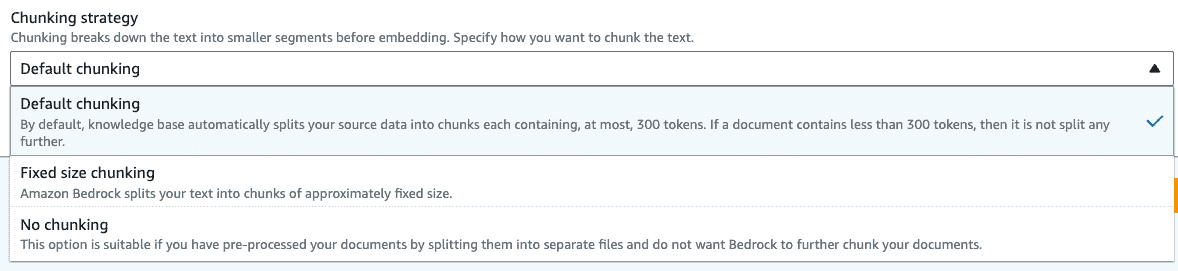 Chunking strategy
Chunking breaks down the text into smaller segments before embedding. Specify how you want to chunk the text.
Default chunking
Default chunking
By default, knowledge base automatically splits your source data into chunks each containing, at most, 300 tokens. If a document contains less than 300 tokens, then it is not split any
further.
Fixed size chunking
Amazon Bedrock splits your text into chunks of approximately fixed size.
No chunking
This option is suitable if you have pre-processed your documents by splitting them into separate files and do not want Bedrock to further chunk your documents.